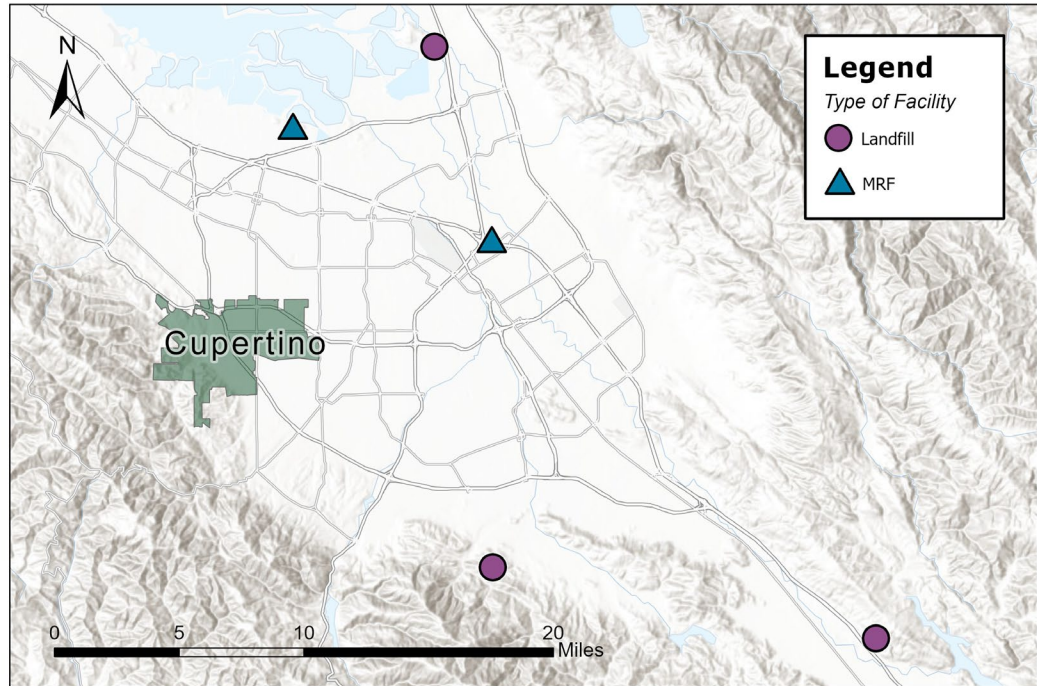 N
Legend
Type of Facility
Landfill
MRF
Cupertino
0 5 10 20
Miles